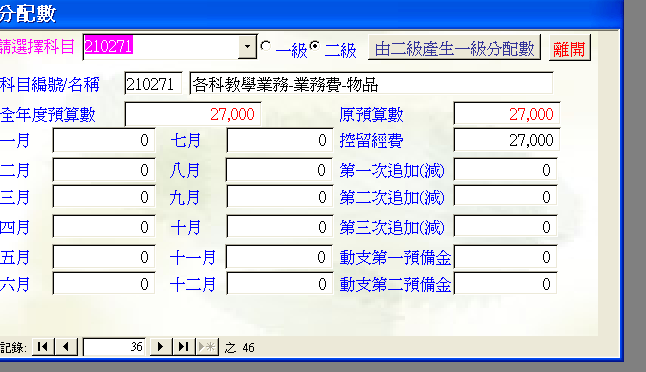 分配數
請選擇科目 210271 一級 二級 由二級產生一級分配數 離開
科目編號/名稱 210271 各科教學業務-業務費-物品
全年度預算數 27,000 原預算數 27,000
一月 0 七月 0 控留經費 27,000
二月 0 八月 0 第一次追加(減) 0
三月 0 九月 0 第二次追加(減) 0
四月 0 十月 0 第三次追加(減) 0
五月 0 十一月 0 動支第一預備金 0
六月 0 十二月 0 動支第二預備金 0
記錄: 36 之 46